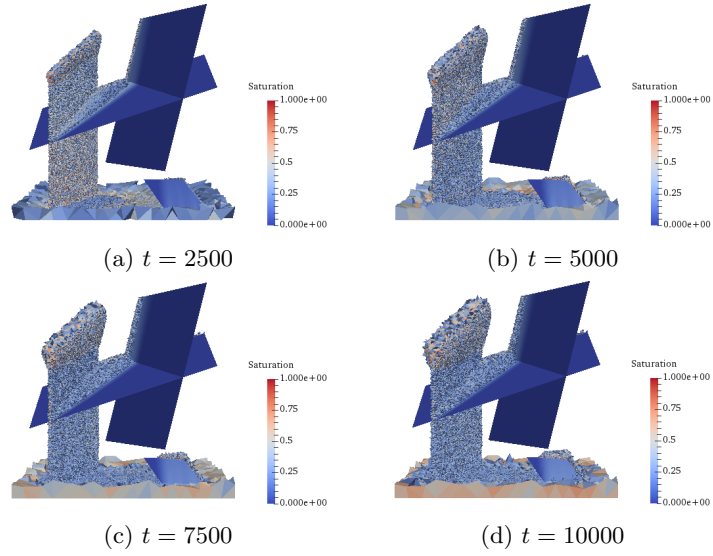 Saturation
1.000e+00
0.75
0.5
0.25
0.000e+00
(a) t = 2500
Saturation
1.000e+00
0.75
0.5
0.25
0.000e+00
(b) t = 5000
Saturation
1.000e+00
0.75
0.5
0.25
0.000e+00
(c) t = 7500
Saturation
1.000e+00
0.75
0.5
0.25
0.000e+00
(d) t = 10000